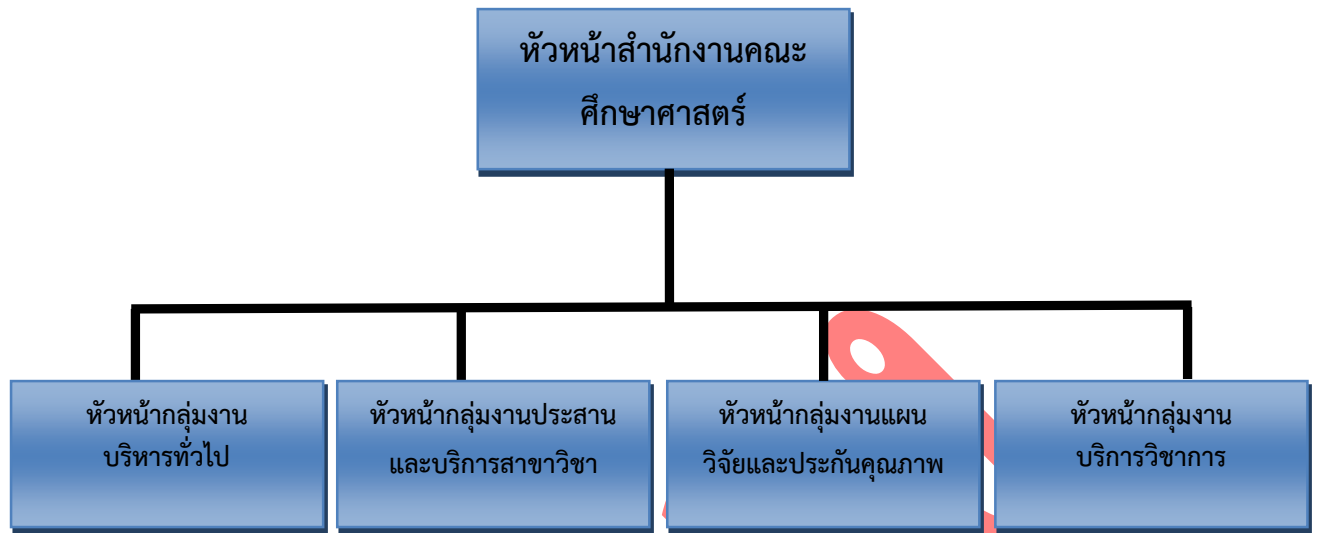 หัวหน้าสำนักงานคณะ
ศึกษาศาสตร์
หัวหน้ากลุ่มงาน
บริหารทั่วไป
หัวหน้ากลุ่มงานประสาน
และบริการสาขาวิชา
หัวหน้ากลุ่มงานแผน
วิจัยและประกันคุณภาพ
หัวหน้ากลุ่มงาน
บริการวิชาการ